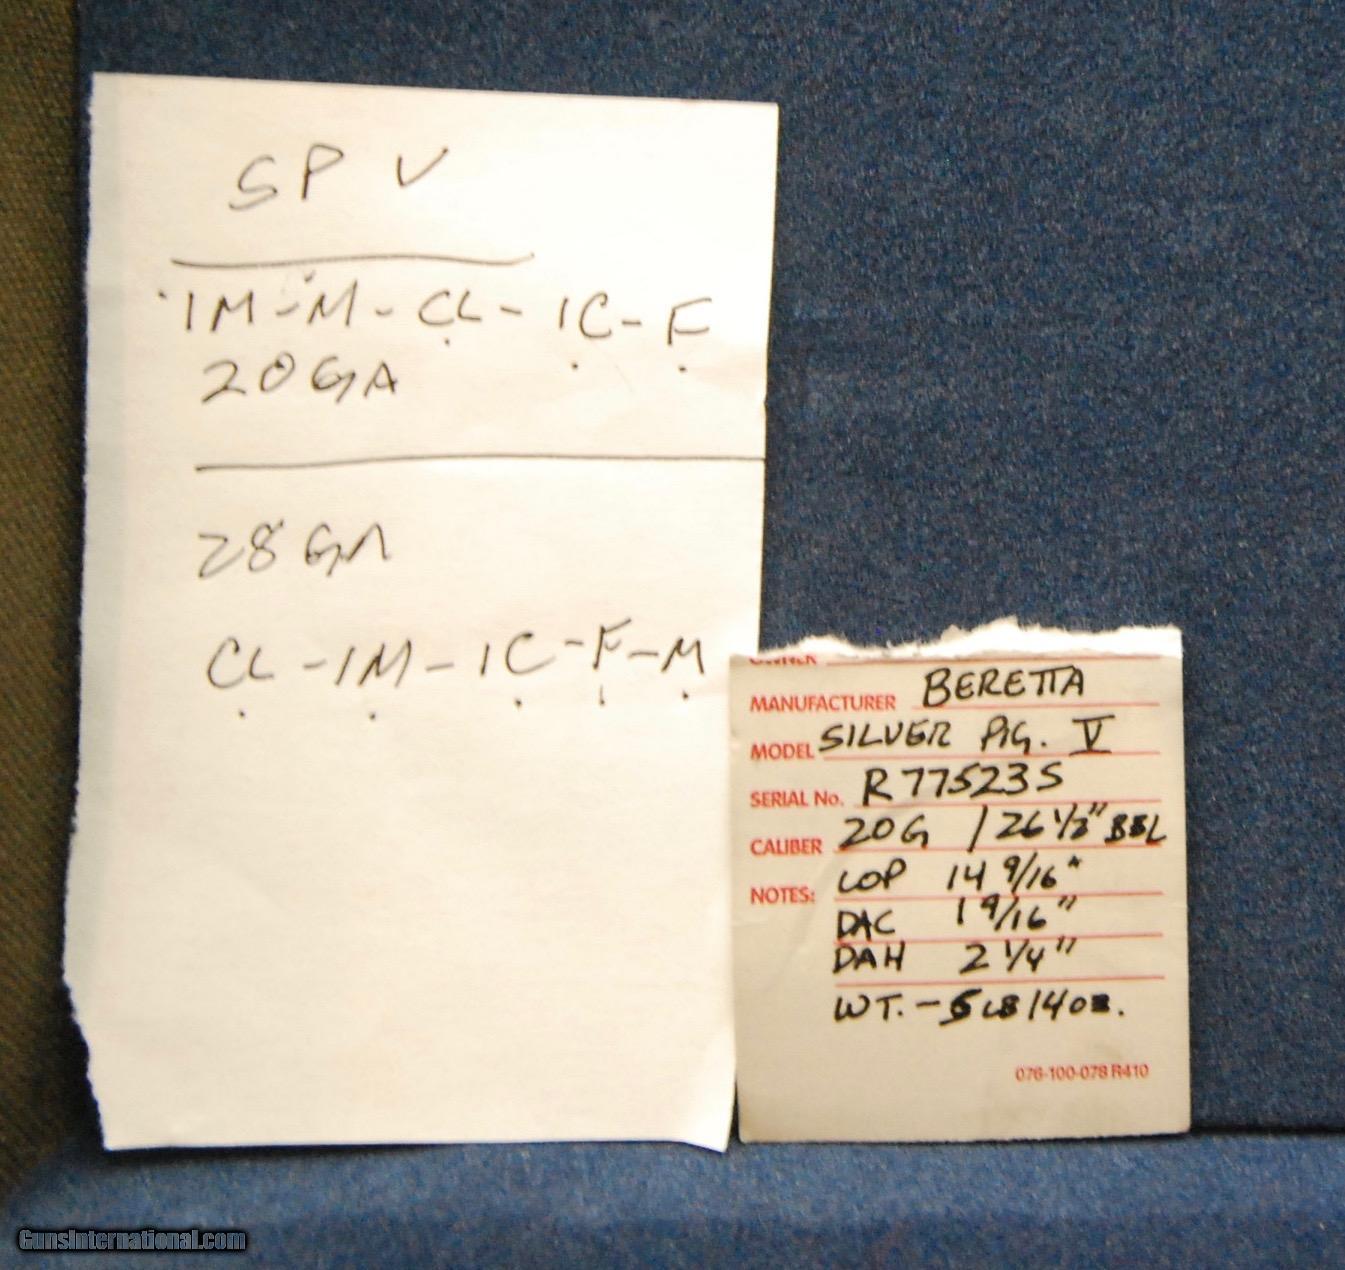 SP V
IM-M-CL-IC-F
20GA
28GA
CL-IM-IC-F-M
OWNER
MANUFACTURER BERETTA
MODEL SILVER PIG. V
SERIAL No. R77523S
CALIBER 20G / 26 1/2" BBL
NOTES: LOP 14 9/16"
DAC 1 9/16"
DAH 2 1/4"
WT. - 5 LB 14 OZ.
076-100-078 R410
GunsInternational.com